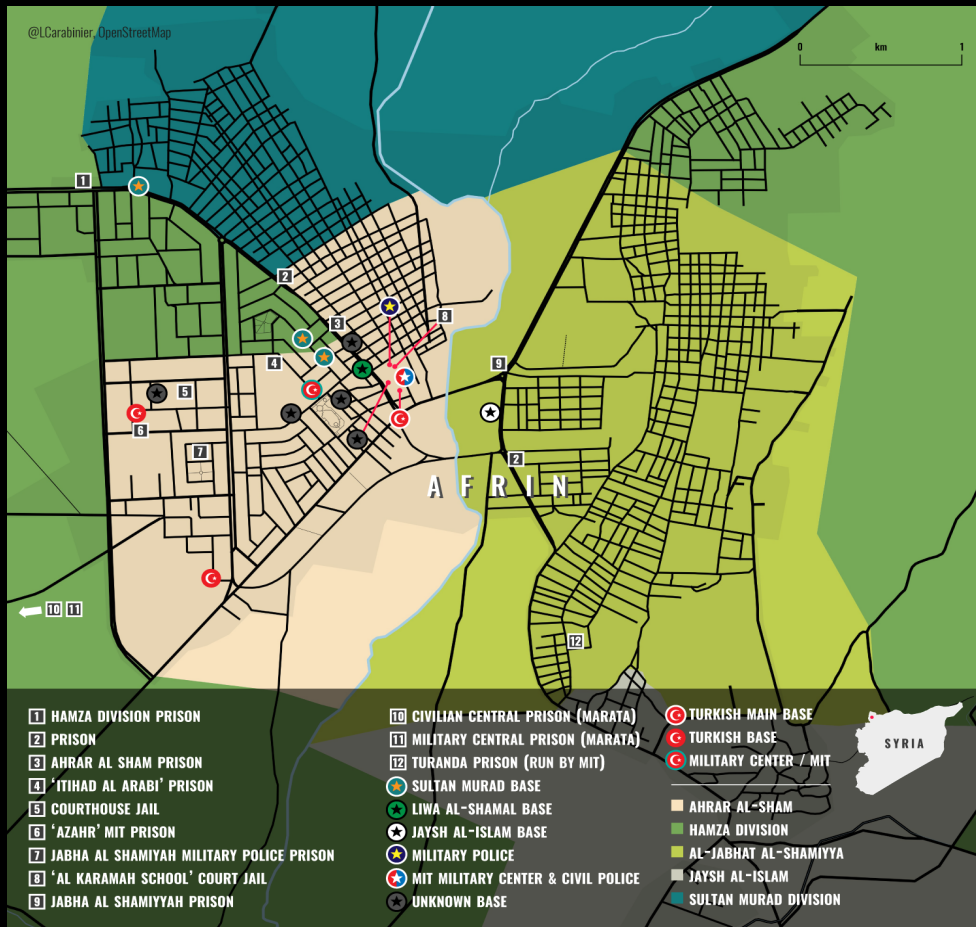 @LCarabinier, OpenStreetMap
0 km 1
1
2
3
8
4
9
5
6
7
2
AFRIN
10 11
12
1 HAMZA DIVISION PRISON
2 PRISON
3 AHRAR AL SHAM PRISON
4 'ITIHAD AL ARABI' PRISON
5 COURTHOUSE JAIL
6 'AZAHR' MIT PRISON
7 JABHA AL SHAMIYAH MILITARY POLICE PRISON
8 'AL KARAMAH SCHOOL' COURT JAIL
9 JABHA AL SHAMIYYAH PRISON
10 CIVILIAN CENTRAL PRISON (MARATA)
11 MILITARY CENTRAL PRISON (MARATA)
12 TURANDA PRISON (RUN BY MIT)
SULTAN MURAD BASE
LIWA AL-SHAMAL BASE
JAYSH AL-ISLAM BASE
MILITARY POLICE
MIT MILITARY CENTER & CIVIL POLICE
UNKNOWN BASE
TURKISH MAIN BASE
TURKISH BASE
MILITARY CENTER / MIT
AHRAR AL-SHAM
HAMZA DIVISION
AL-JABHAT AL-SHAMIYYA
JAYSH AL-ISLAM
SULTAN MURAD DIVISION
SYRIA